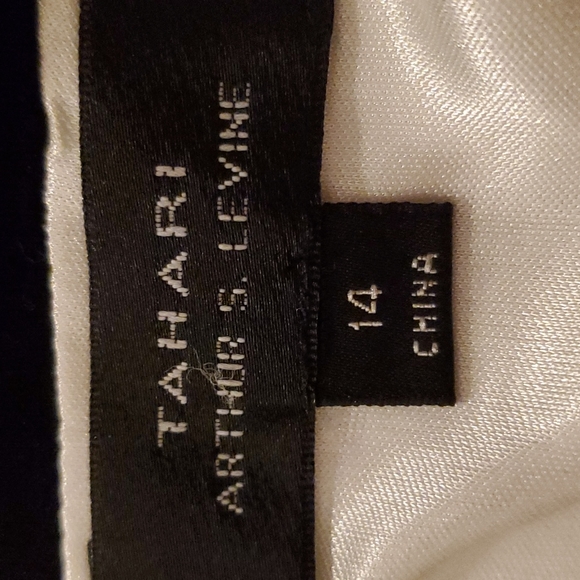 TAHARI
ARTHUR S. LEVINE
14
CHINA